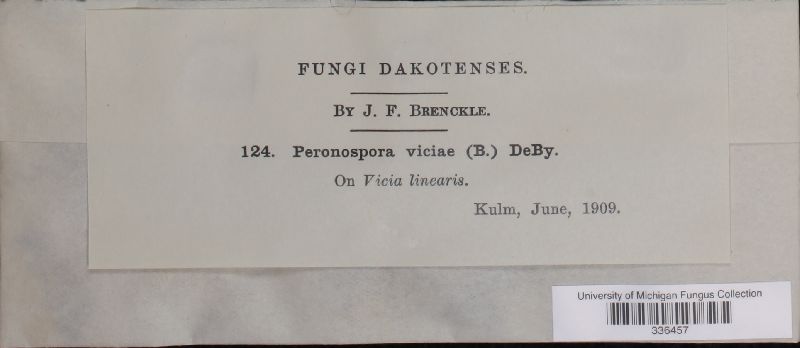 FUNGI DAKOTENSES.
BY J. F. BRENCKLE.
124. Peronospora viciae (B.) DeBy.
On Vicia linearis.
Kulm, June, 1909.
University of Michigan Fungus Collection
336457